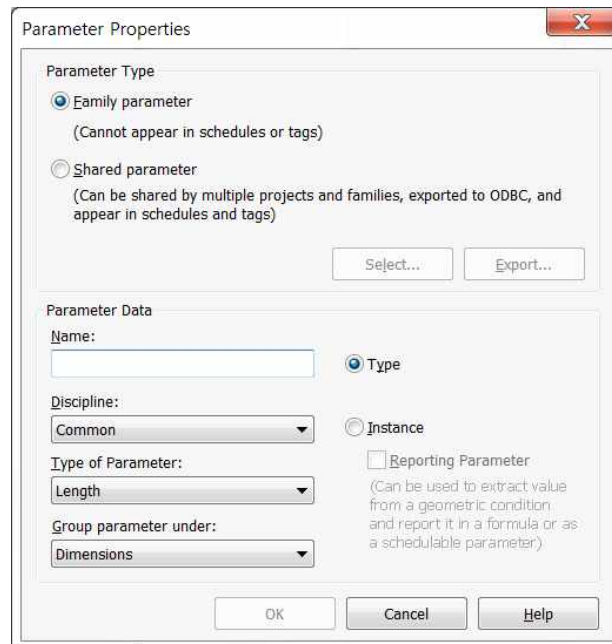 Parameter Properties
Parameter Type
Family parameter
(Cannot appear in schedules or tags)
Shared parameter
(Can be shared by multiple projects and families, exported to ODBC, and
appear in schedules and tags)
Select...
Export...
Parameter Data
Name:
Type
Discipline:
Common
Instance
Type of Parameter:
Reporting Parameter
Length
(Can be used to extract value
from a geometric condition
and report it in a formula or as
a schedulable parameter)
Group parameter under:
Dimensions
OK
Cancel
Help